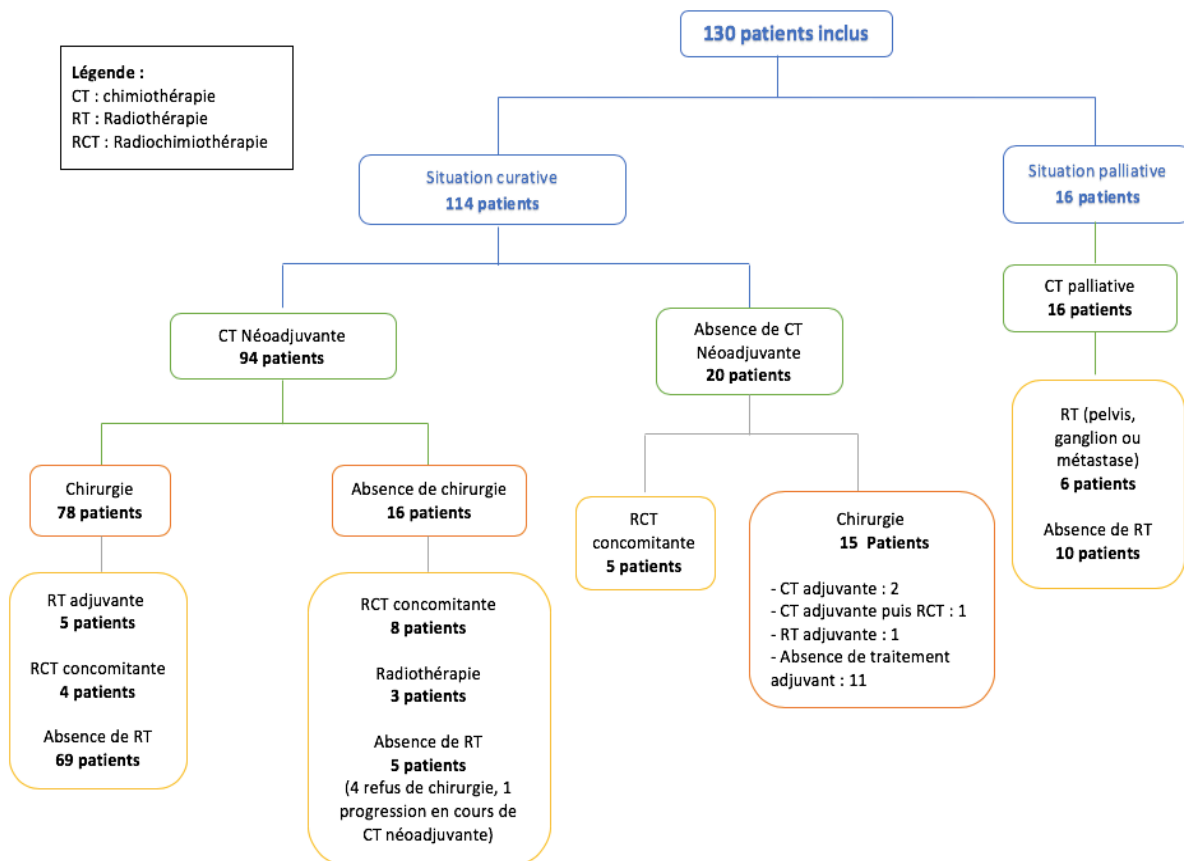 130 patients inclus
Légende :
CT : chimiothérapie
RT : Radiothérapie
RCT : Radiochimiothérapie
Situation curative
114 patients
Situation palliative
16 patients
CT Néoadjuvante
94 patients
Absence de CT
Néoadjuvante
20 patients
CT palliative
16 patients
Chirurgie
78 patients
Absence de chirurgie
16 patients
RCT
concomitante
5 patients
Chirurgie
15 Patients
- CT adjuvante : 2
- CT adjuvante puis RCT : 1
- RT adjuvante : 1
- Absence de traitement
adjuvant : 11
RT (pelvis,
ganglion ou
métastase)
6 patients
Absence de RT
10 patients
RT adjuvante
5 patients
RCT concomitante
4 patients
Absence de RT
69 patients
RCT concomitante
8 patients
Radiothérapie
3 patients
Absence de RT
5 patients
(4 refus de chirurgie, 1
progression en cours de
CT néoadjuvante)